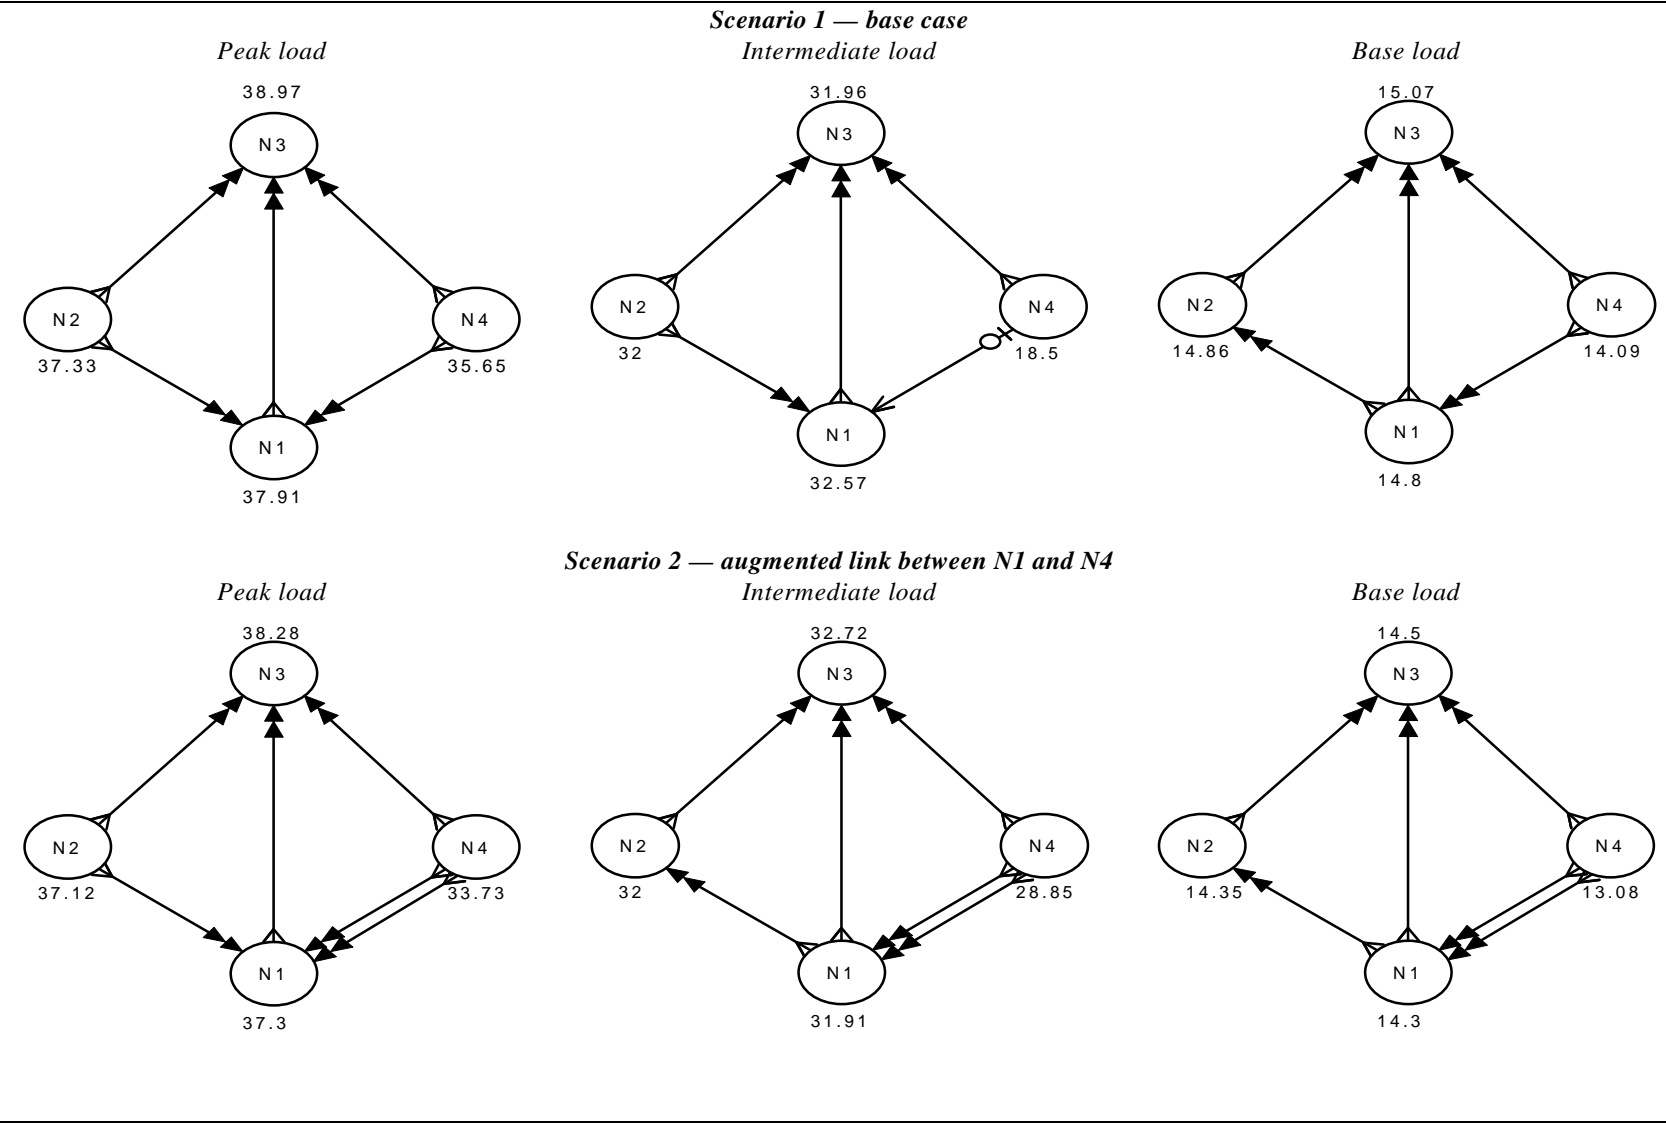 Scenario 1 — base case
Peak load Intermediate load Base load
38.97 31.96 15.07
N3 N3 N3
N2 N4 N2 N4 N2 N4
37.33 35.65 32 18.5 14.86 14.09
N1 N1 N1
37.91 32.57 14.8
Scenario 2 — augmented link between N1 and N4
Peak load Intermediate load Base load
38.28 32.72 14.5
N3 N3 N3
N2 N4 N2 N4 N2 N4
37.12 33.73 32 28.85 14.35 13.08
N1 N1 N1
37.3 31.91 14.3